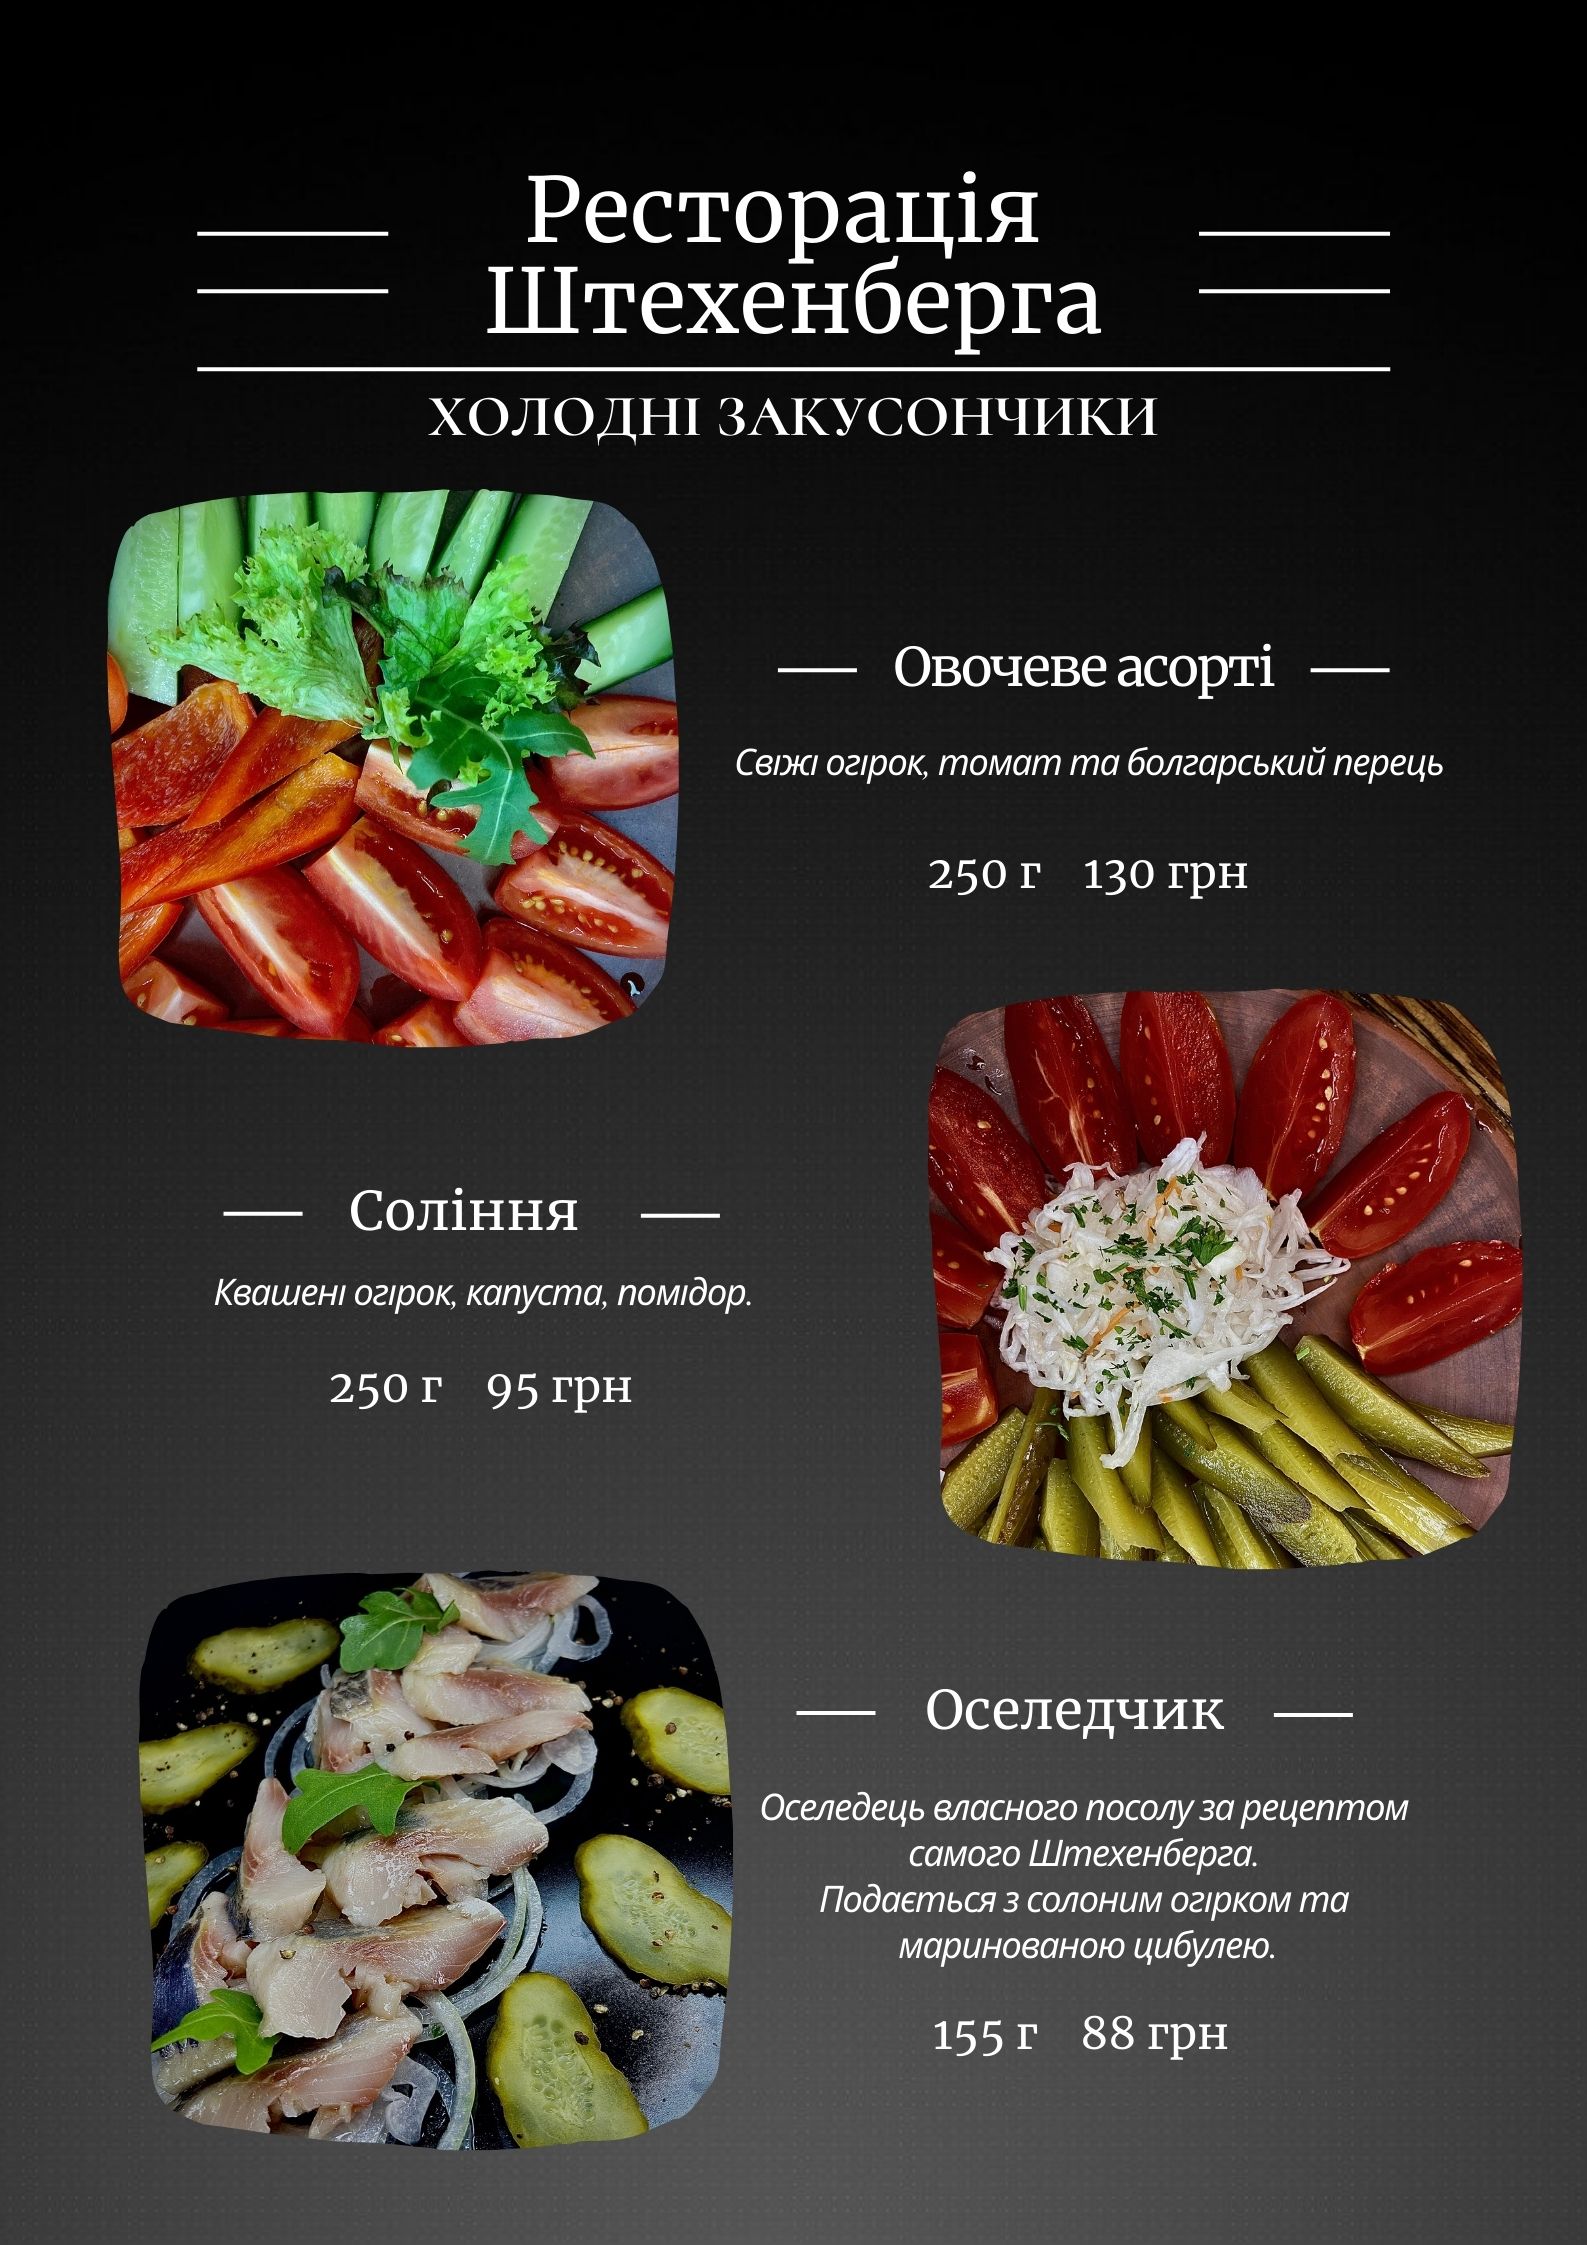 Ресторація
Штехенберга
ХОЛОДНІ ЗАКУСОНЧИКИ
Овочеве асорті
Свіжі огірок, томат та болгарський перець
250 г 130 грн
Соління
Квашені огірок, капуста, помідор.
250 г 95 грн
Оселедчик
Оселедець власного посолу за рецептом
самого Штехенберга.
Подається з солоним огірком та
маринованою цибулею.
155 г 88 грн